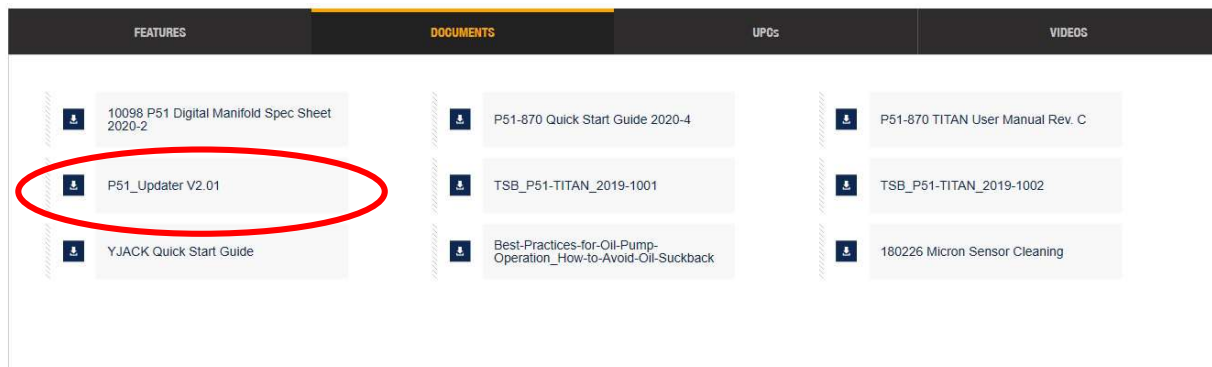 FEATURES
DOCUMENTS
UPCs
VIDEOS
10098 P51 Digital Manifold Spec Sheet
2020-2
P51-870 Quick Start Guide 2020-4
P51-870 TITAN User Manual Rev. C
P51_Updater V2.01
TSB_P51-TITAN_2019-1001
TSB_P51-TITAN_2019-1002
YJACK Quick Start Guide
Best-Practices-for-Oil-Pump-
Operation_How-to-Avoid-Oil-Suckback
180226 Micron Sensor Cleaning